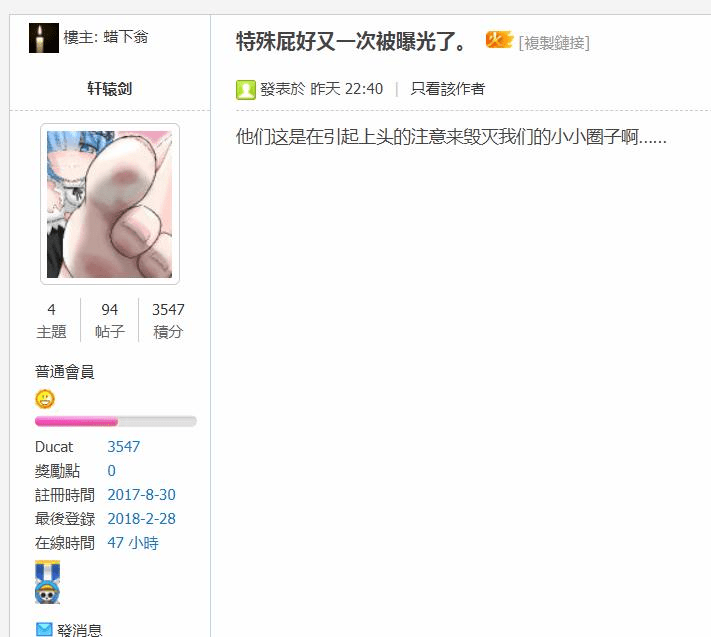 樓主: 蜡下翁
轩辕剑
4 94 3547
主題 帖子 積分
普通會員
Ducat 3547
獎勵點 0
註冊時間 2017-8-30
最後登錄 2018-2-28
在線時間 47 小時
發消息
特殊屁好又一次被曝光了。 火 [複製鏈接]
發表於 昨天 22:40 | 只看該作者
他们这是在引起上头的注意来毁灭我们的小小圈子啊……